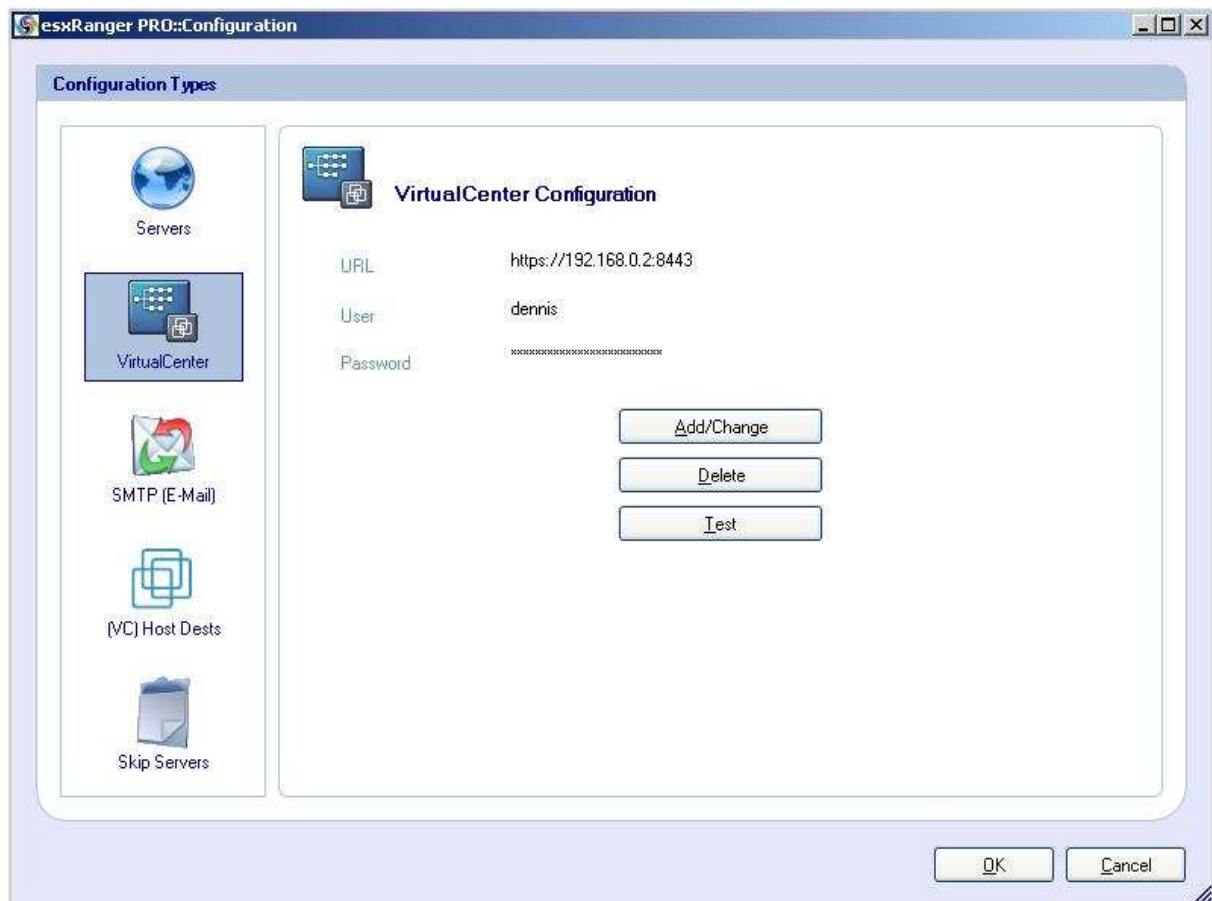 esxRanger PRO::Configuration
Configuration Types
Servers
VirtualCenter
SMTP (E-Mail)
(VC) Host Dests
Skip Servers
VirtualCenter Configuration
URL https://192.168.0.2:8443
User dennis
Password *************************
Add/Change
Delete
Test
OK Cancel